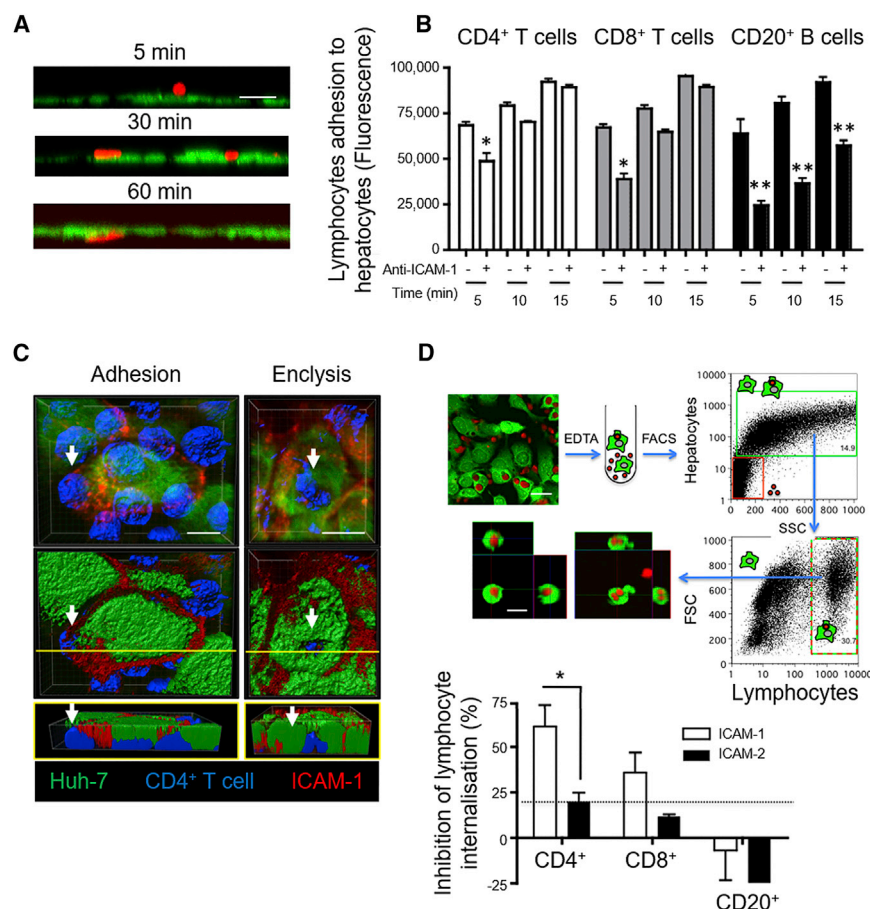 A
5 min
30 min
60 min
B
CD4+ T cells CD8+ T cells CD20+ B cells
Lymphocytes adhesion to
hepatocytes (Fluorescence)
100,000
75,000
50,000
25,000
0
* * ** ** **
Anti-ICAM-1 - + - + - + - + - + - + - + - + - +
Time (min) 5 10 15 5 10 15 5 10 15
C
Adhesion Enclysis
Huh-7 CD4+ T cell ICAM-1
D
EDTA FACS
Hepatocytes
10000
1000
100
10
1
14.9
0 200 400 600 800 1000
SSC
FSC
1000
800
600
400
200
0
30.7
1 10 100 1000 10000
Lymphocytes
Inhibition of lymphocyte
internalisation (%)
75
50
25
0
-25
*
ICAM-1
ICAM-2
CD4+ CD8+ CD20+